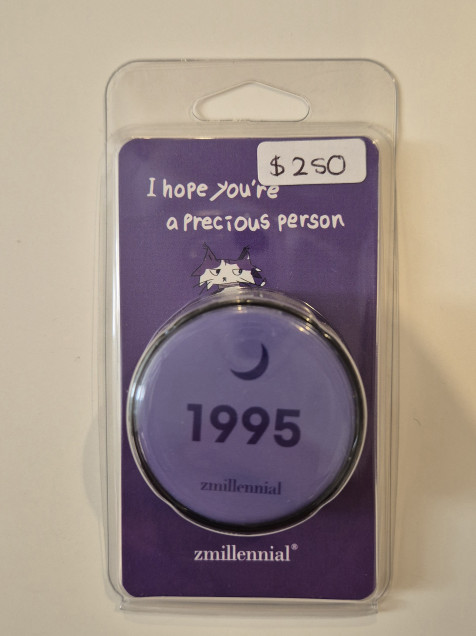 $ 250
I hope you're
a precious person
1995
zmillennial
zmillennial®